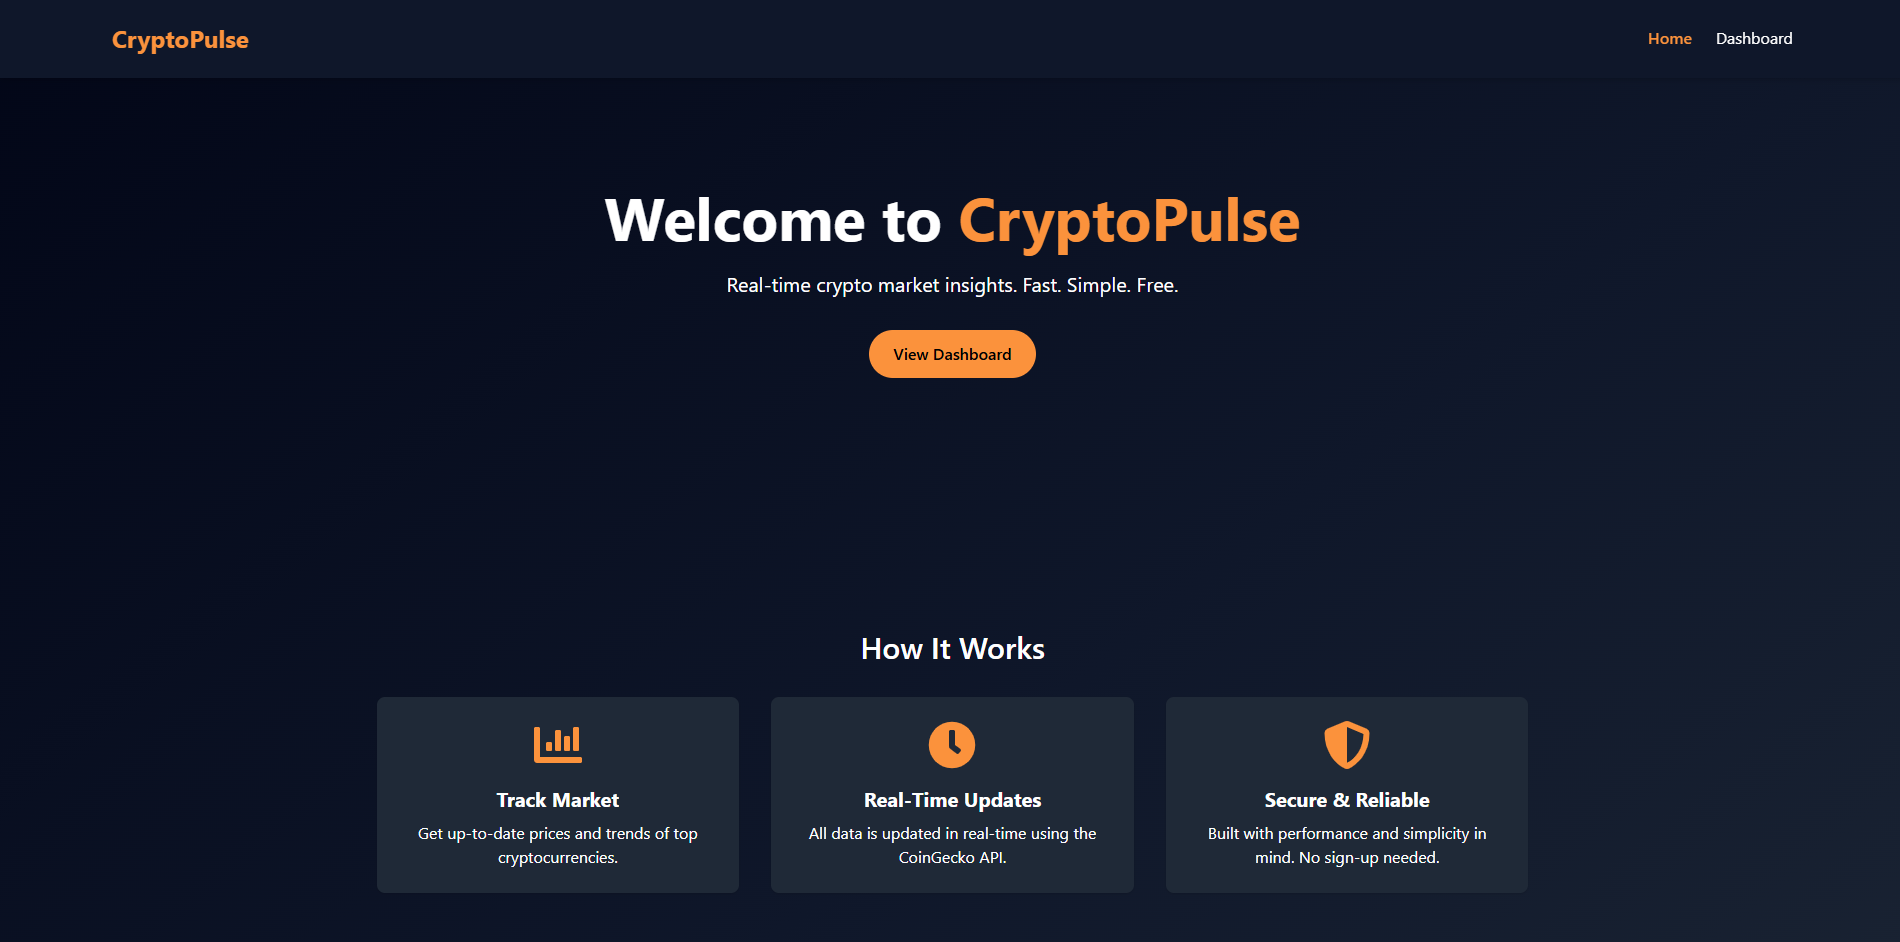 CryptoPulse
Home
Dashboard
Welcome to CryptoPulse
Real-time crypto market insights. Fast. Simple. Free.
View Dashboard
How It Works
Track Market
Get up-to-date prices and trends of top
cryptocurrencies.
Real-Time Updates
All data is updated in real-time using the
CoinGecko API.
Secure & Reliable
Built with performance and simplicity in
mind. No sign-up needed.